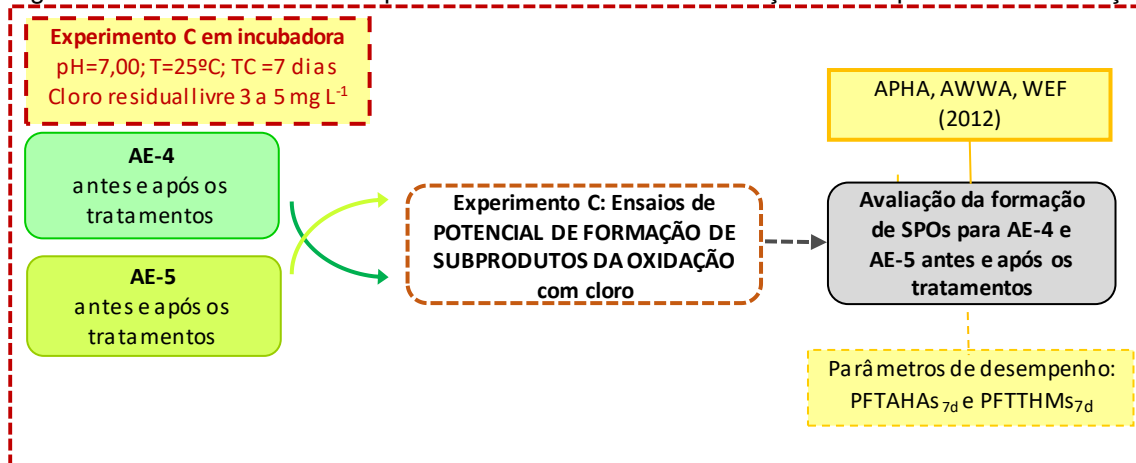 Experimento C em incubadora
pH=7,00; T=25ºC; TC =7 dias
Cloro residual livre 3 a 5 mg L-1
AE-4
antes e após os
tratamentos
AE-5
antes e após os
tratamentos
Experimento C: Ensaios de
POTENCIAL DE FORMAÇÃO DE
SUBPRODUTOS DA OXIDAÇÃO
com cloro
APHA, AWWA, WEF
(2012)
Avaliação da formação
de SPOs para AE-4 e
AE-5 antes e após os
tratamentos
Parâmetros de desempenho:
PFTAHAs 7d e PFTTHMs7d